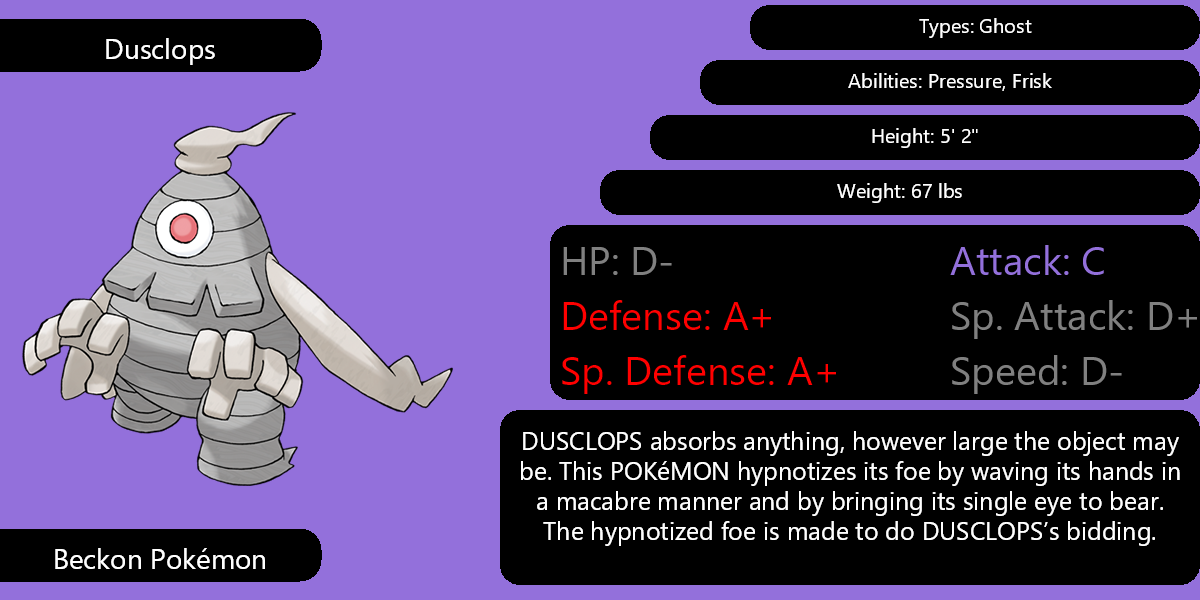 Dusclops
Types: Ghost
Abilities: Pressure, Frisk
Height: 5' 2"
Weight: 67 lbs
HP: D-
Attack: C
Defense: A+
Sp. Attack: D+
Sp. Defense: A+
Speed: D-
DUSCLOPS absorbs anything, however large the object may
be. This POKéMON hypnotizes its foe by waving its hands in
a macabre manner and by bringing its single eye to bear.
The hypnotized foe is made to do DUSCLOPS’s bidding.
Beckon Pokémon